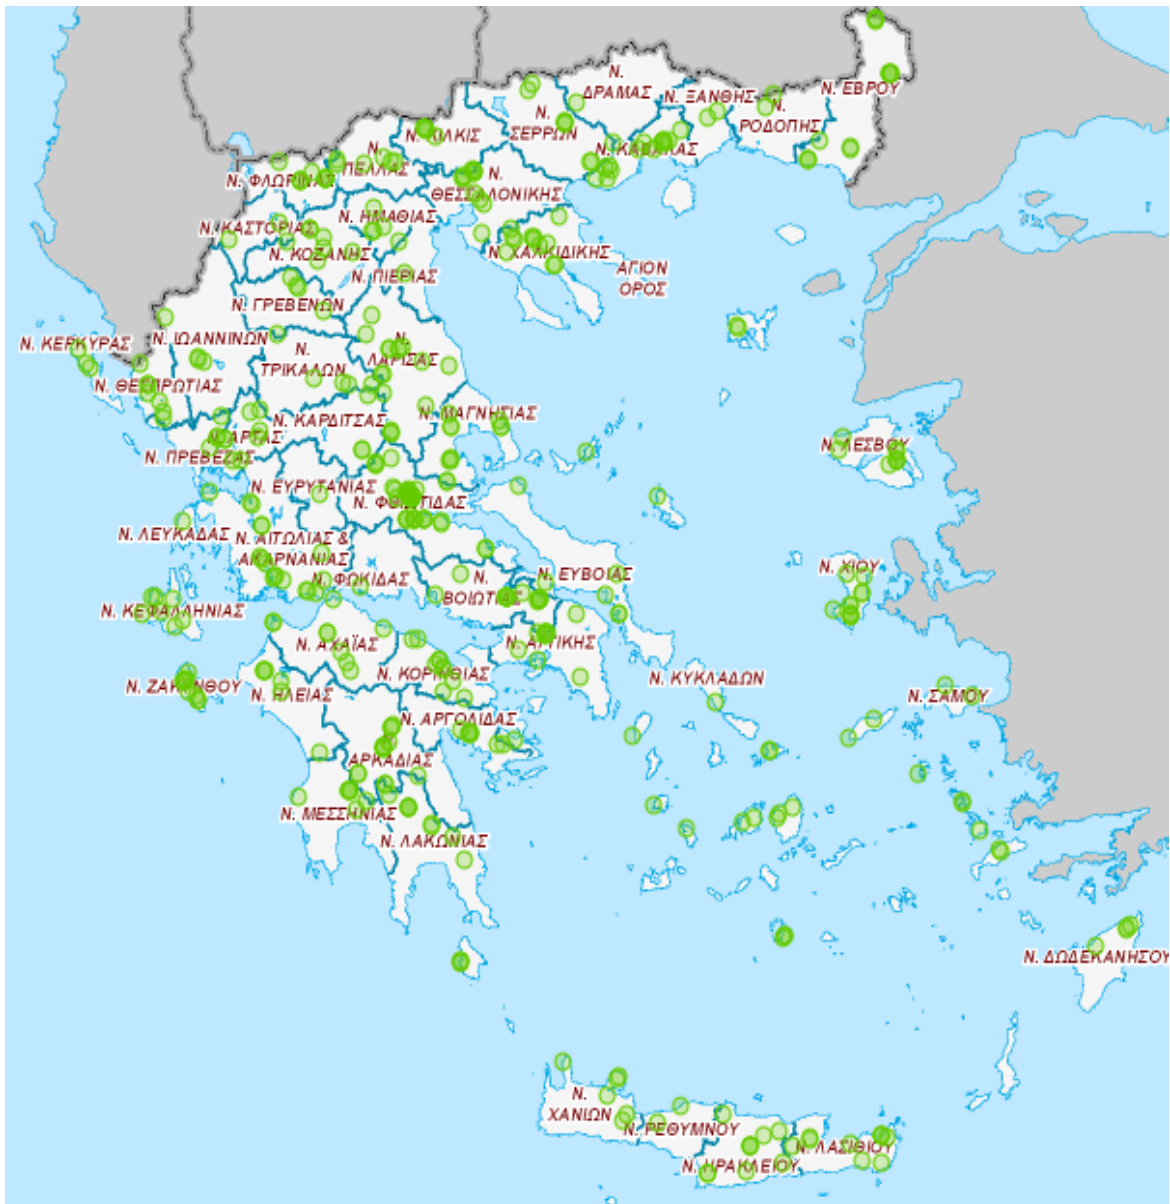 Ν.
ΔΡΑΜΑΣ
Ν. ΕΒΡΟΥ
Ν. ΞΑΝΘΗΣ
Ν.
ΡΟΔΟΠΗΣ
Ν.
ΣΕΡΡΩΝ
Ν. ΚΙΛΚΙΣ
Ν. ΚΑΒΑΛΑΣ
Ν.
ΠΕΛΛΑΣ
Ν. ΦΛΩΡΙΝΑΣ
Ν.
ΘΕΣΣΑΛΟΝΙΚΗΣ
Ν. ΗΜΑΘΙΑΣ
Ν. ΚΑΣΤΟΡΙΑΣ
Ν. ΚΟΖΑΝΗΣ
Ν. ΧΑΛΚΙΔΙΚΗΣ
Ν. ΠΙΕΡΙΑΣ
ΑΓΙΟΝ
ΟΡΟΣ
Ν. ΓΡΕΒΕΝΩΝ
Ν. ΙΩΑΝΝΙΝΩΝ
Ν. ΚΕΡΚΥΡΑΣ
Ν.
ΤΡΙΚΑΛΩΝ
Ν.
ΛΑΡΙΣΑΣ
Ν. ΘΕΣΠΡΩΤΙΑΣ
Ν. ΚΑΡΔΙΤΣΑΣ
Ν. ΜΑΓΝΗΣΙΑΣ
Ν. ΑΡΤΑΣ
Ν. ΛΕΣΒΟΥ
Ν. ΠΡΕΒΕΖΑΣ
Ν. ΕΥΡΥΤΑΝΙΑΣ
Ν. ΦΘΙΩΤΙΔΑΣ
Ν. ΛΕΥΚΑΔΑΣ
Ν. ΑΙΤΩΛΙΑΣ &
ΑΚΑΡΝΑΝΙΑΣ
Ν. ΦΩΚΙΔΑΣ
Ν.
ΒΟΙΩΤΙΑΣ
Ν. ΕΥΒΟΙΑΣ
Ν. ΧΙΟΥ
Ν. ΚΕΦΑΛΛΗΝΙΑΣ
Ν. ΑΧΑΪΑΣ
Ν. ΑΤΤΙΚΗΣ
Ν. ΚΟΡΙΝΘΙΑΣ
Ν. ΚΥΚΛΑΔΩΝ
Ν. ΖΑΚΥΝΘΟΥ
Ν. ΗΛΕΙΑΣ
Ν. ΣΑΜΟΥ
Ν. ΑΡΓΟΛΙΔΑΣ
ΑΡΚΑΔΙΑΣ
Ν. ΜΕΣΣΗΝΙΑΣ
Ν. ΛΑΚΩΝΙΑΣ
Ν. ΔΩΔΕΚΑΝΗΣΟΥ
Ν.
ΧΑΝΙΩΝ
Ν. ΡΕΘΥΜΝΟΥ
Ν. ΛΑΣΙΘΙΟΥ
Ν. ΗΡΑΚΛΕΙΟΥ